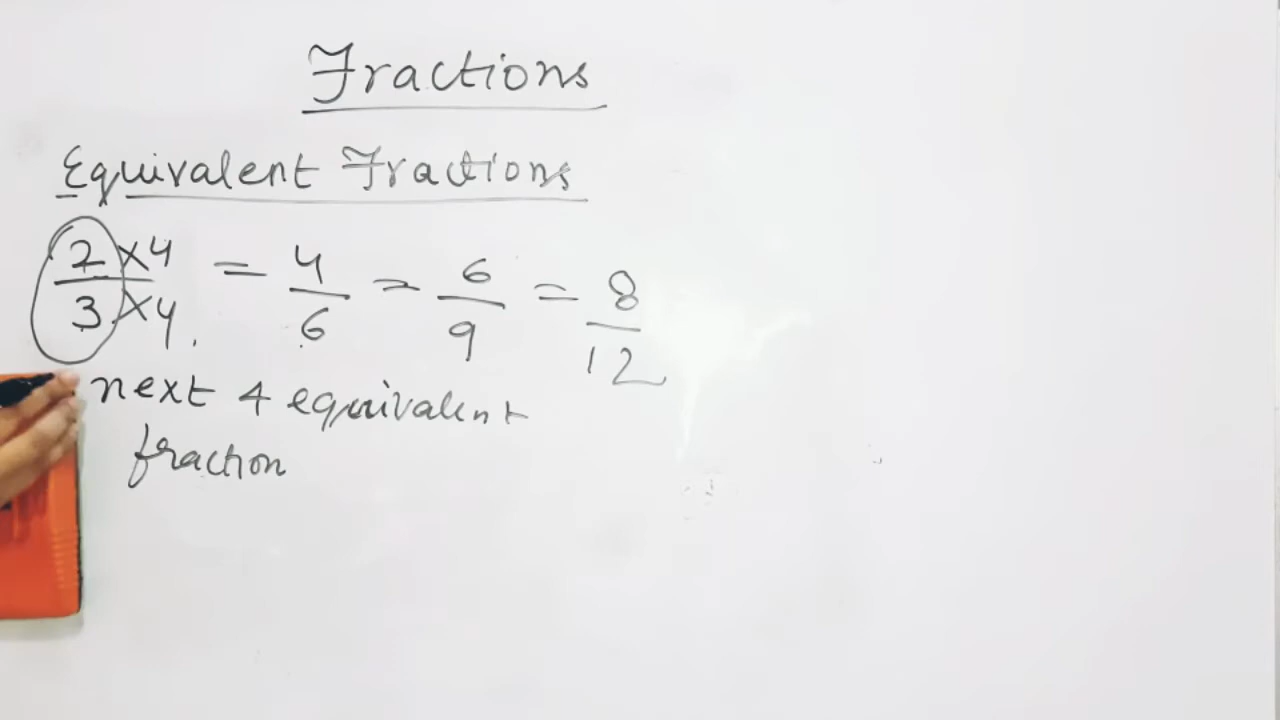 Fractions
Equivalent Fractions
2×4/3×4. = 4/6 = 6/9 = 8/12
next 4 equivalent
fraction